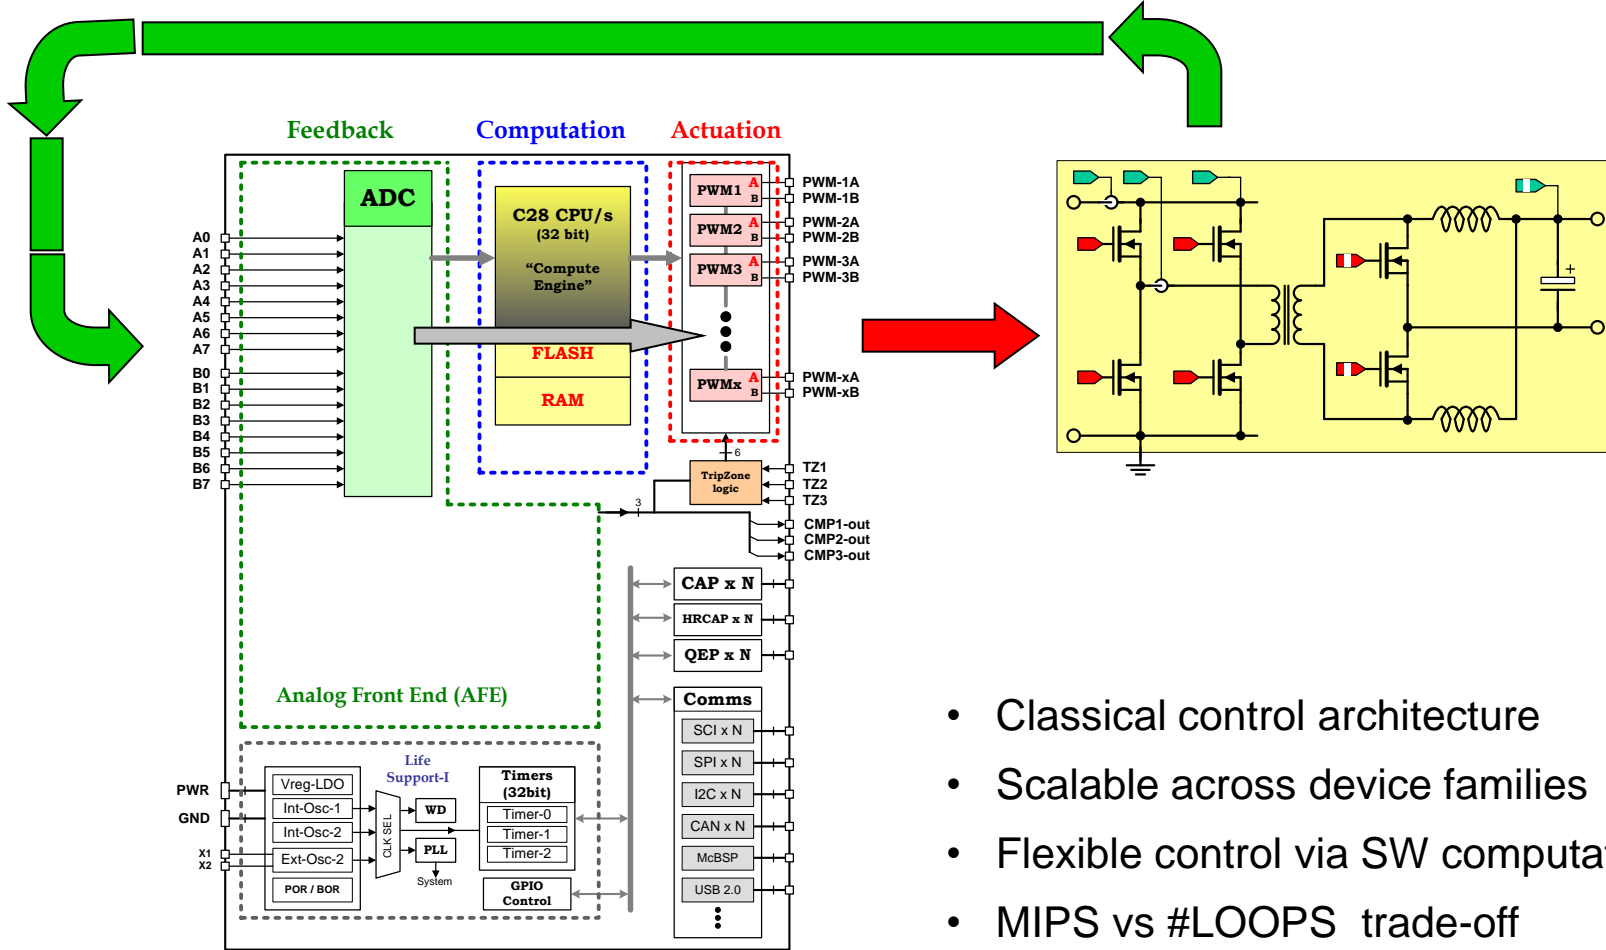 Feedback
Computation
Actuation
ADC
C28 CPU/s
(32 bit)
“Compute
Engine”
FLASH
RAM
PWM1 A
B
PWM2 A
B
PWM3 A
B
PWMx A
B
PWM-1A
PWM-1B
PWM-2A
PWM-2B
PWM-3A
PWM-3B
PWM-xA
PWM-xB
A0
A1
A2
A3
A4
A5
A6
A7
B0
B1
B2
B3
B4
B5
B6
B7
6
TripZone
logic
TZ1
TZ2
TZ3
3
CMP1-out
CMP2-out
CMP3-out
CAP x N
HRCAP x N
QEP x N
Analog Front End (AFE)
Comms
SCI x N
SPI x N
I2C x N
CAN x N
McBSP
USB 2.0
Life
Support-I
PWR
GND
X1
X2
Vreg-LDO
Int-Osc-1
Int-Osc-2
Ext-Osc-2
POR / BOR
CLK SEL
WD
PLL
System
Timers
(32bit)
Timer-0
Timer-1
Timer-2
GPIO
Control
+
• Classical control architecture
• Scalable across device families
• Flexible control via SW
• MIPS vs #LOOPS trade-off